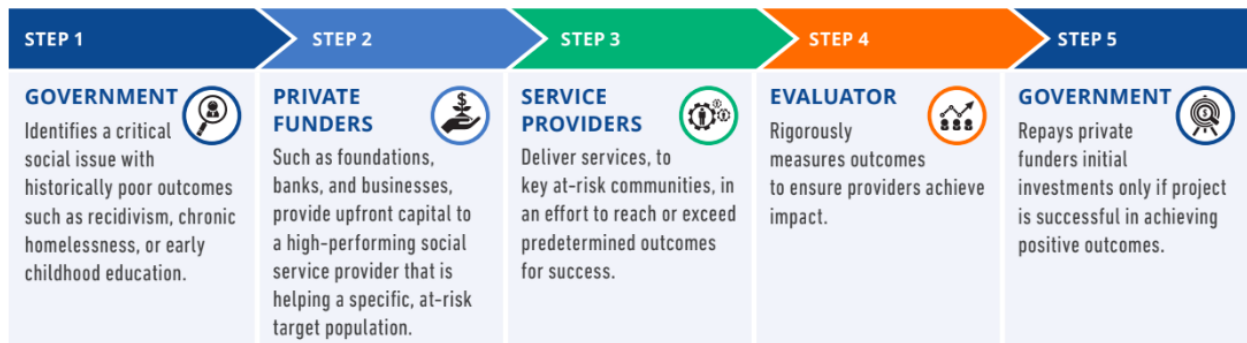 STEP 1
STEP 2
STEP 3
STEP 4
STEP 5
GOVERNMENT
Identifies a critical
social issue with
historically poor outcomes
such as recidivism, chronic
homelessness, or early
childhood education.
PRIVATE
FUNDERS
Such as foundations,
banks, and businesses,
provide upfront capital to
a high-performing social
service provider that is
helping a specific, at-risk
target population.
SERVICE
PROVIDERS
Deliver services, to
key at-risk communities, in
an effort to reach or exceed
predetermined outcomes
for success.
EVALUATOR
Rigorously
measures outcomes
to ensure providers achieve
impact.
GOVERNMENT
Repays private
funders initial
investments only if project
is successful in achieving
positive outcomes.